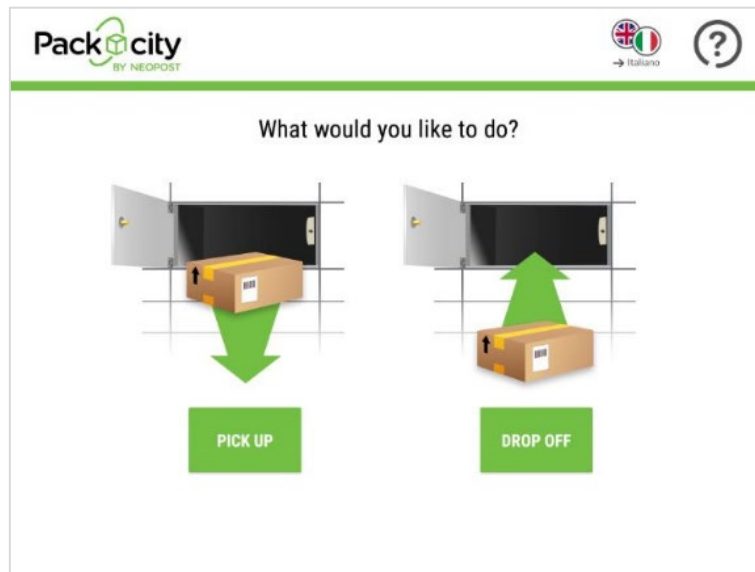 Pack city
BY NEOPOST
→ Italiano
?
What would you like to do?
PICK UP
DROP OFF